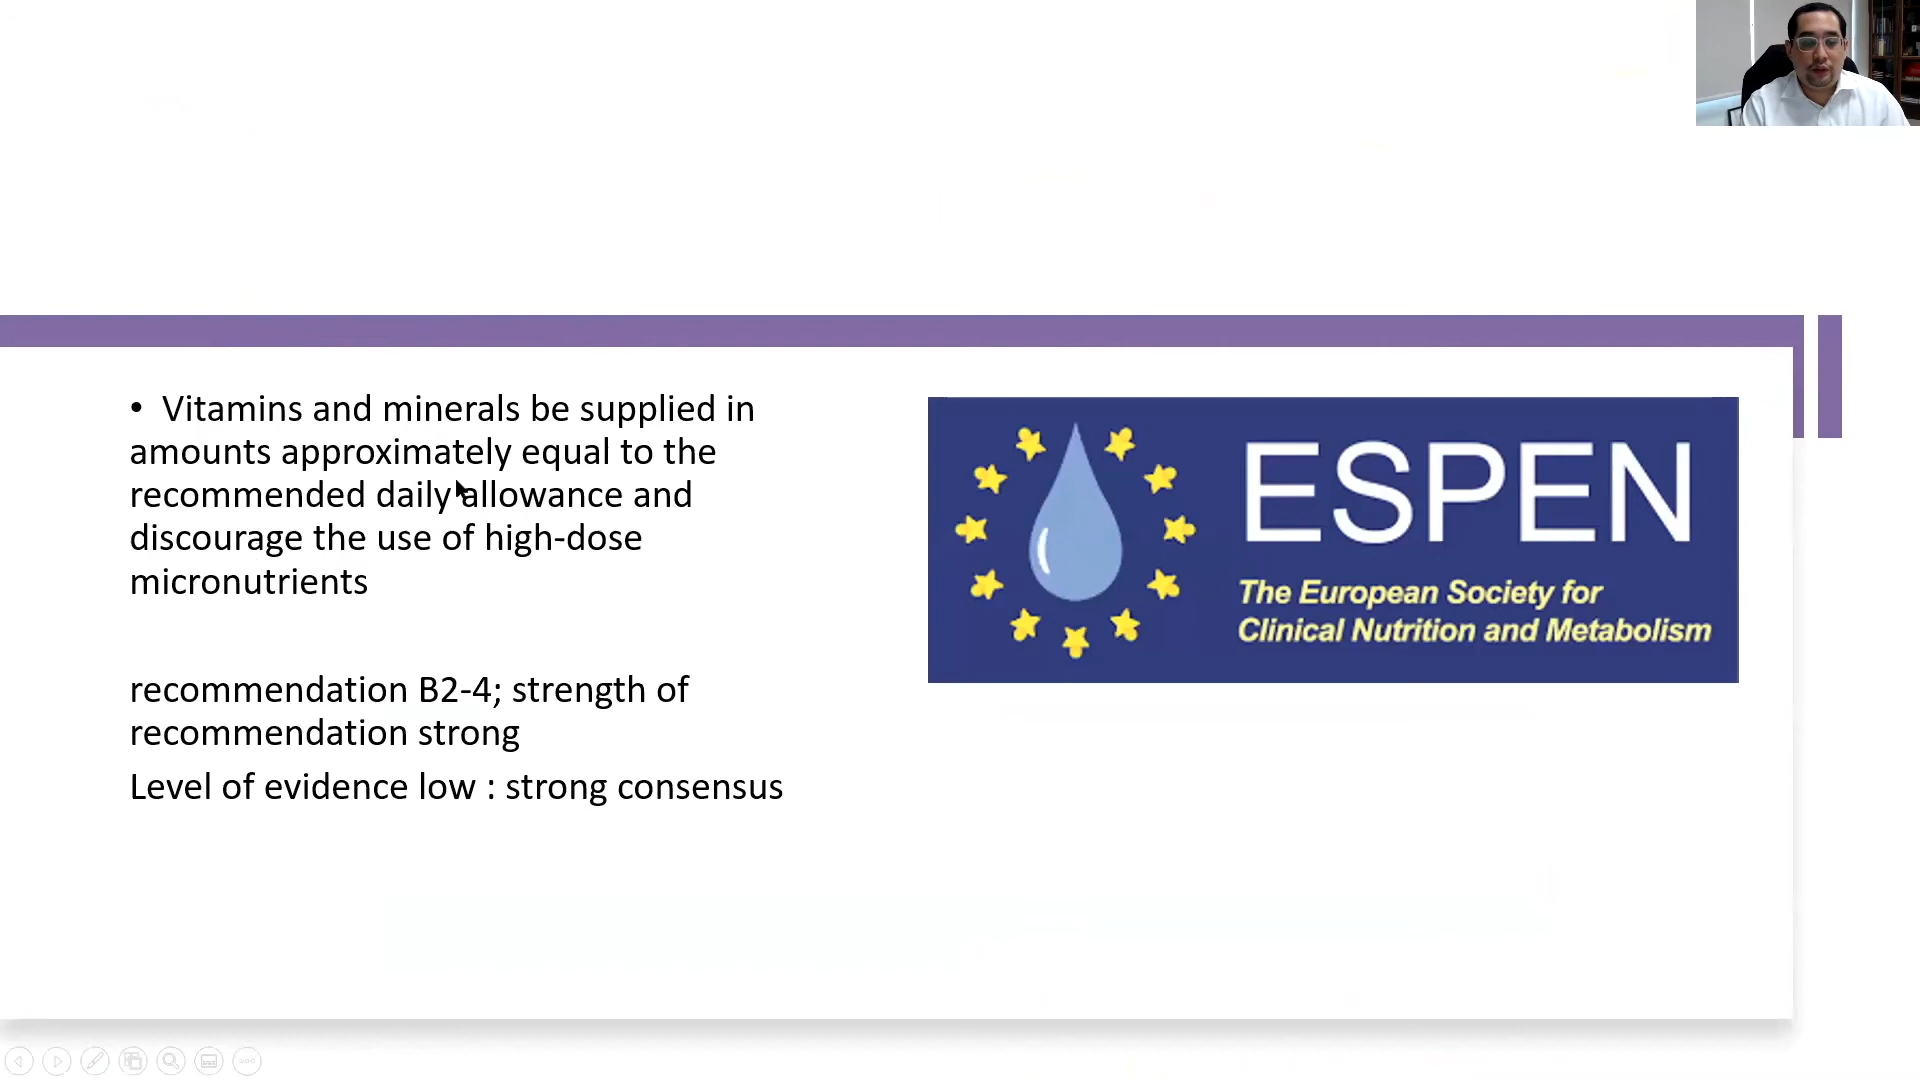 • Vitamins and minerals be supplied in
amounts approximately equal to the
recommended daily allowance and
discourage the use of high-dose
micronutrients
recommendation B2-4; strength of
recommendation strong
Level of evidence low : strong consensus
ESPEN
The European Society for
Clinical Nutrition and Metabolism